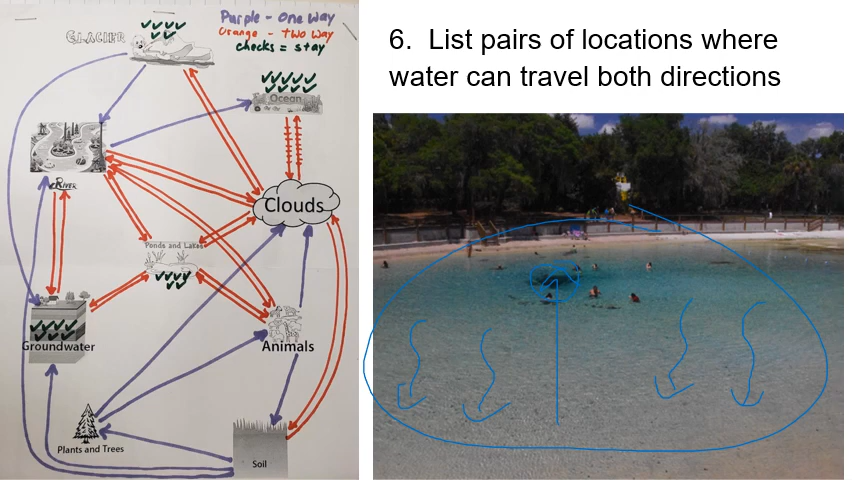 Purple - one way
Orange - two way
checks = stay
GLACIER
Ocean
River
Clouds
Ponds and Lakes
Groundwater
Animals
Plants and Trees
Soil
6. List pairs of locations where
water can travel both directions